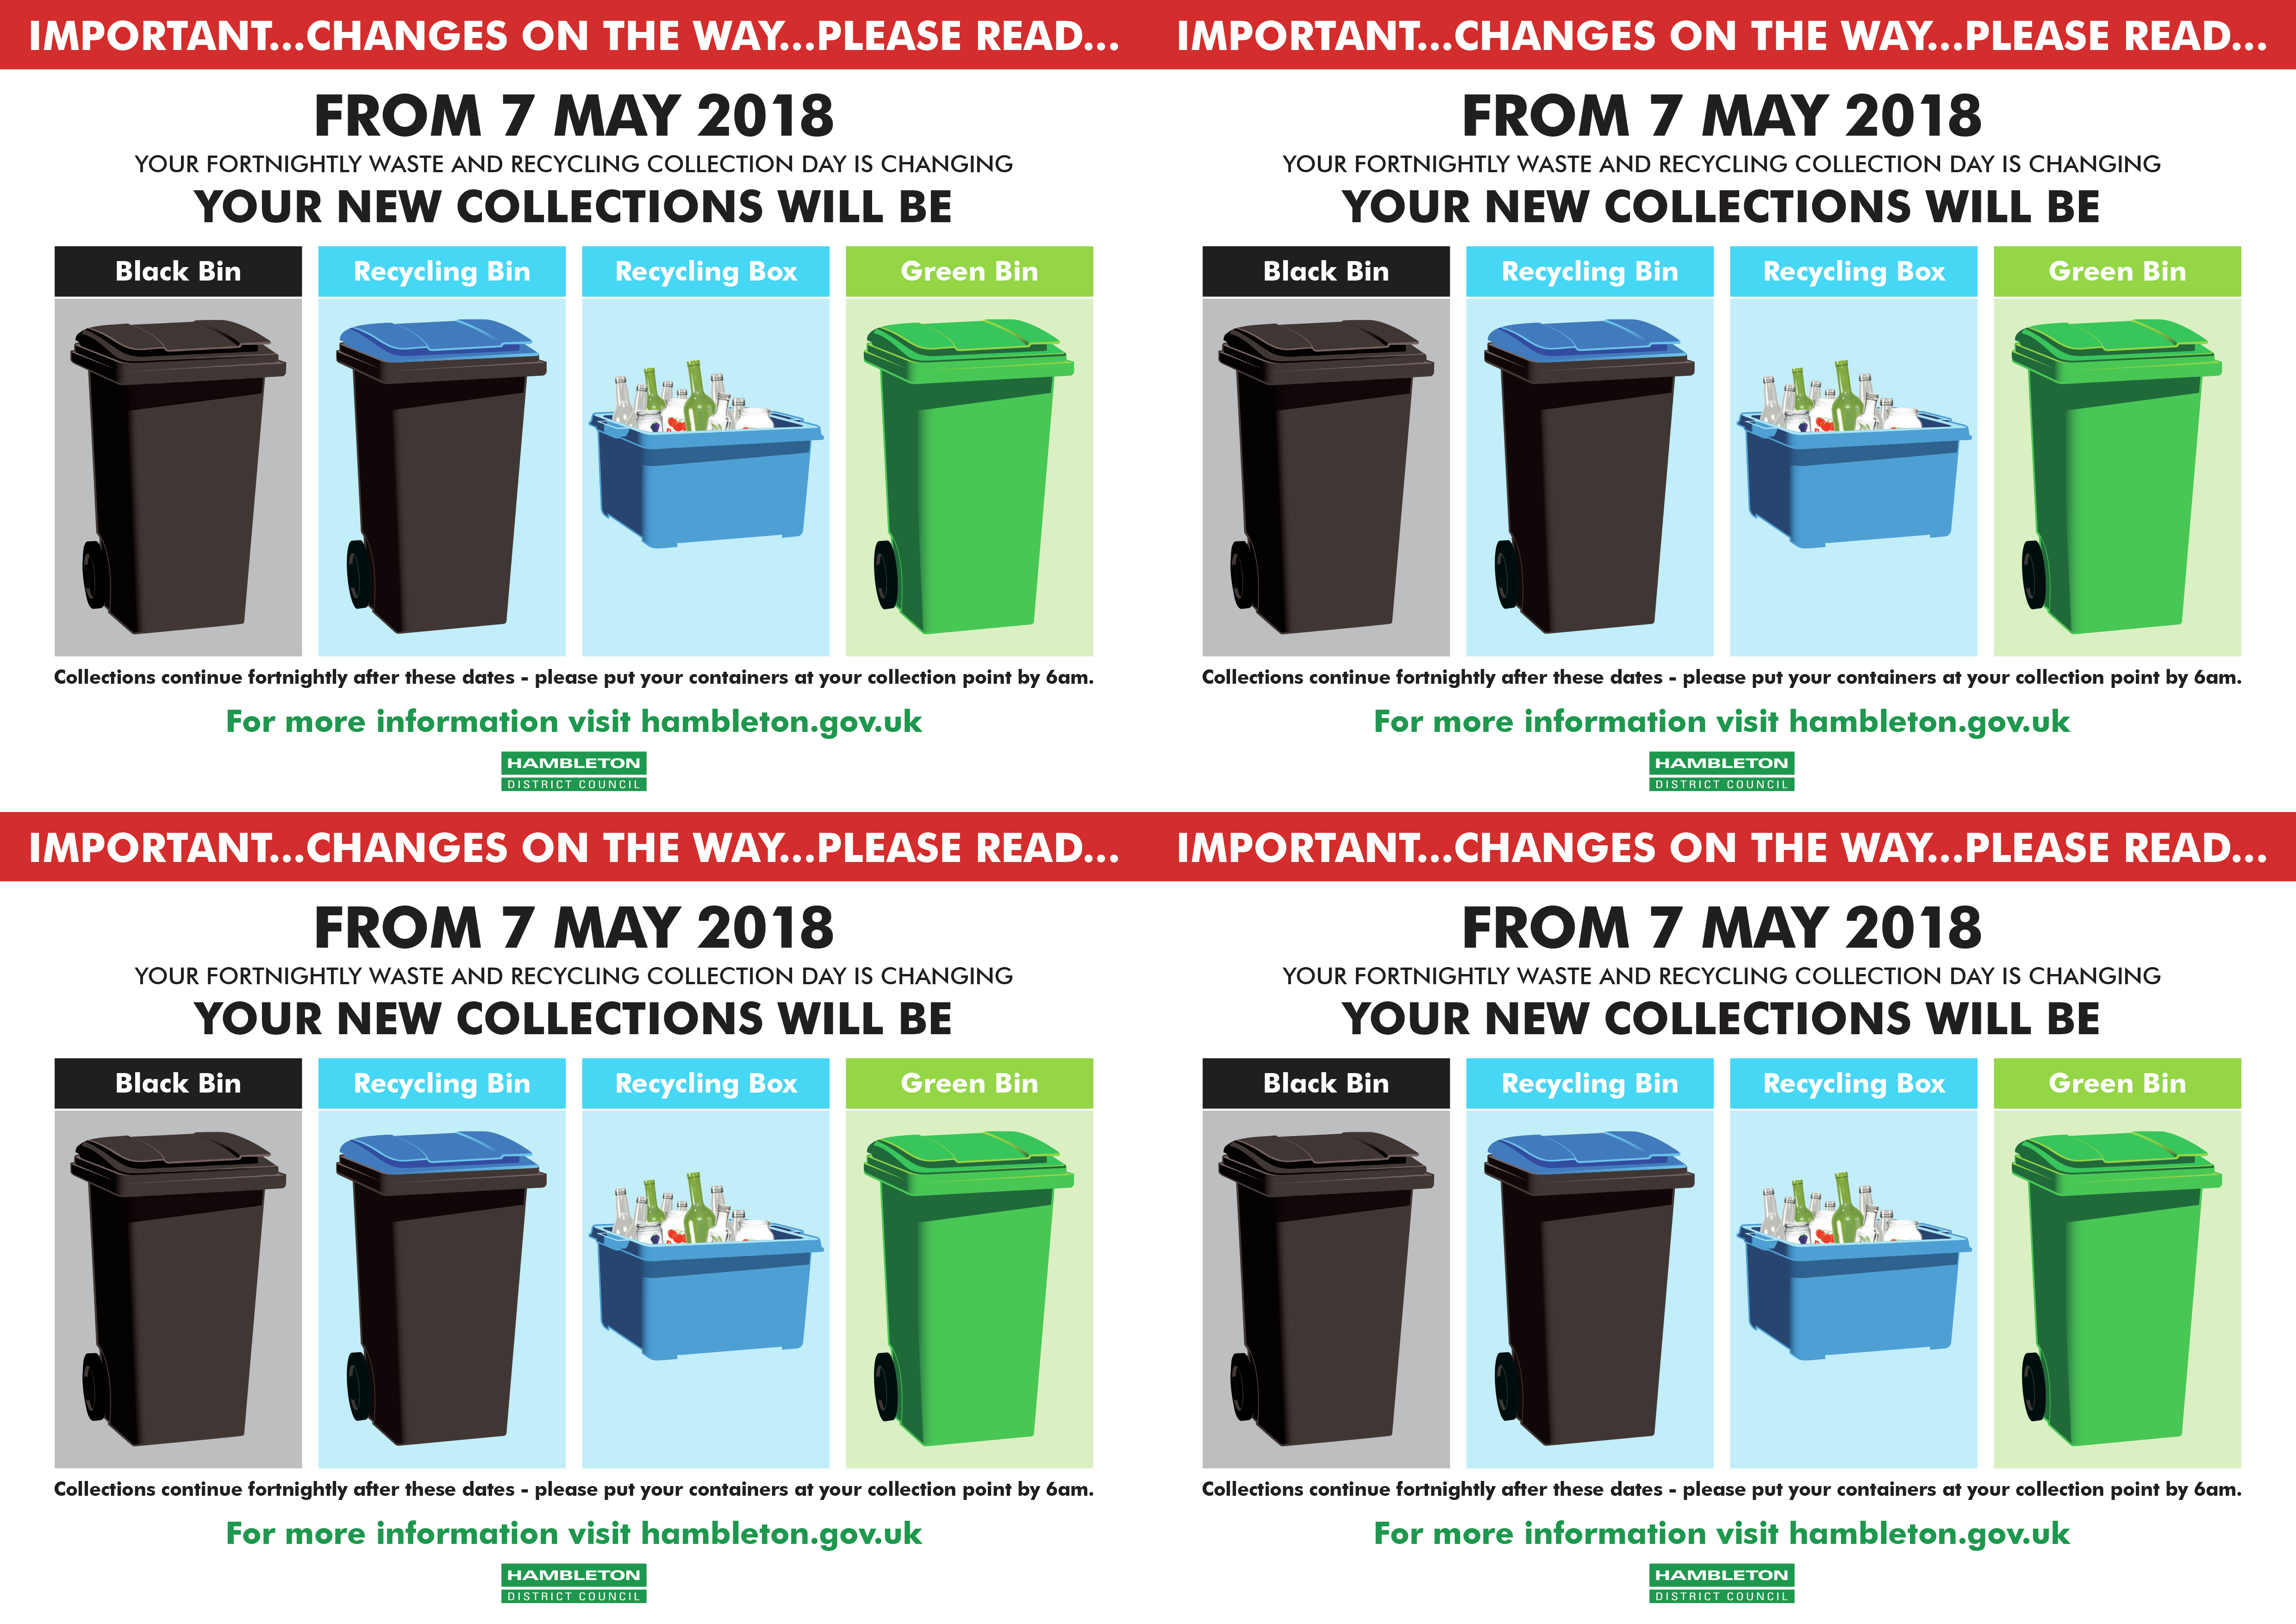 IMPORTANT...CHANGES ON THE WAY...PLEASE READ...
FROM 7 MAY 2018
YOUR FORTNIGHTLY WASTE AND RECYCLING COLLECTION DAY IS CHANGING
YOUR NEW COLLECTIONS WILL BE
Black Bin
Recycling Bin
Recycling Box
Green Bin
Collections continue fortnightly after these dates - please put your containers at your collection point by 6am.
For more information visit hambleton.gov.uk
HAMBLETON
DISTRICT COUNCIL
IMPORTANT...CHANGES ON THE WAY...PLEASE READ...
FROM 7 MAY 2018
YOUR FORTNIGHTLY WASTE AND RECYCLING COLLECTION DAY IS CHANGING
YOUR NEW COLLECTIONS WILL BE
Black Bin
Recycling Bin
Recycling Box
Green Bin
Collections continue fortnightly after these dates - please put your containers at your collection point by 6am.
For more information visit hambleton.gov.uk
HAMBLETON
DISTRICT COUNCIL
IMPORTANT...CHANGES ON THE WAY...PLEASE READ...
FROM 7 MAY 2018
YOUR FORTNIGHTLY WASTE AND RECYCLING COLLECTION DAY IS CHANGING
YOUR NEW COLLECTIONS WILL BE
Black Bin
Recycling Bin
Recycling Box
Green Bin
Collections continue fortnightly after these dates - please put your containers at your collection point by 6am.
For more information visit hambleton.gov.uk
HAMBLETON
DISTRICT COUNCIL
IMPORTANT...CHANGES ON THE WAY...PLEASE READ...
FROM 7 MAY 2018
YOUR FORTNIGHTLY WASTE AND RECYCLING COLLECTION DAY IS CHANGING
YOUR NEW COLLECTIONS WILL BE
Black Bin
Recycling Bin
Recycling Box
Green Bin
Collections continue fortnightly after these dates - please put your containers at your collection point by 6am.
For more information visit hambleton.gov.uk
HAMBLETON
DISTRICT COUNCIL